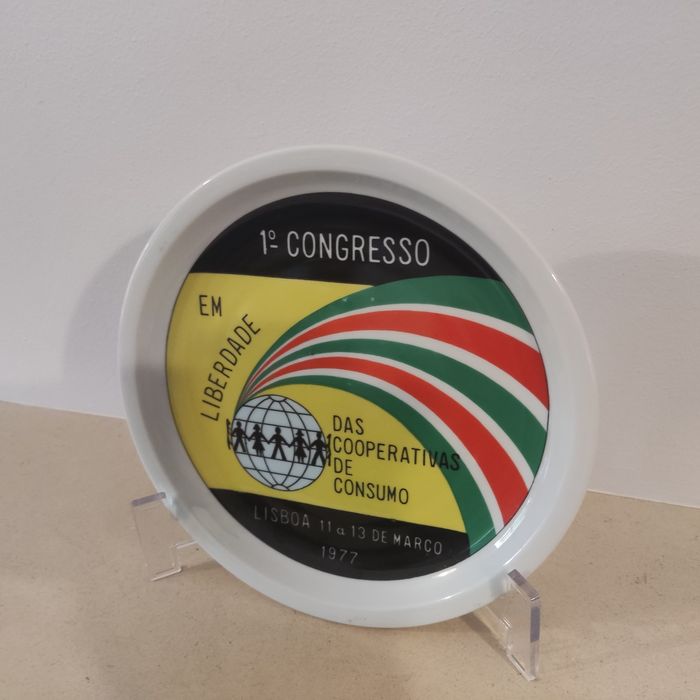 1º CONGRESSO
EM
LIBERDADE
DAS
COOPERATIVAS
DE
CONSUMO
LISBOA 11 a 13 DE MARÇO
1977